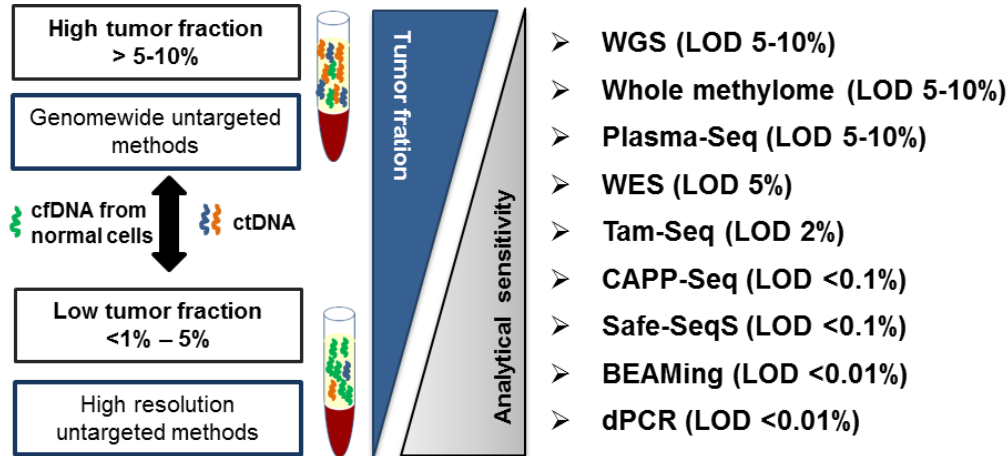 High tumor fraction
> 5-10%
Genomewide untargeted
methods
cfDNA from
normal cells
ctDNA
Low tumor fraction
<1% – 5%
High resolution
untargeted methods
Tumor fration
Analytical sensitivity
➢ WGS (LOD 5-10%)
➢ Whole methylome (LOD 5-10%)
➢ Plasma-Seq (LOD 5-10%)
➢ WES (LOD 5%)
➢ Tam-Seq (LOD 2%)
➢ CAPP-Seq (LOD <0.1%)
➢ Safe-SeqS (LOD <0.1%)
➢ BEAMing (LOD <0.01%)
➢ dPCR (LOD <0.01%)